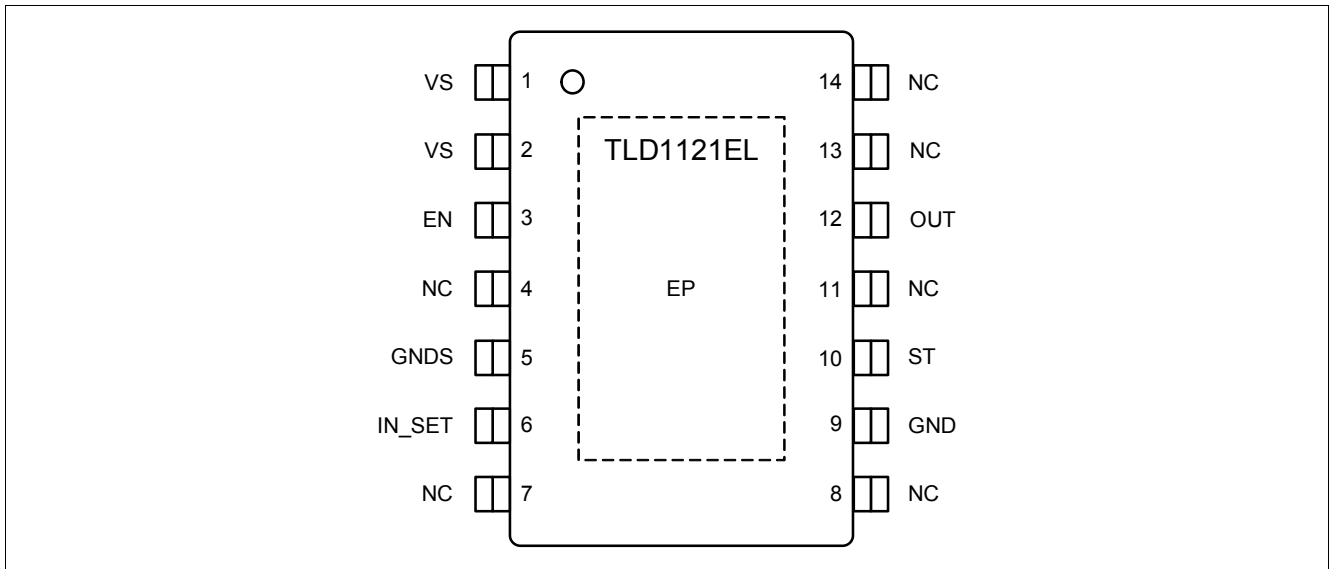 VS 1 14 NC
VS 2 TLD1121EL 13 NC
EN 3 12 OUT
NC 4 EP 11 NC
GNDS 5 10 ST
IN_SET 6 9 GND
NC 7 8 NC